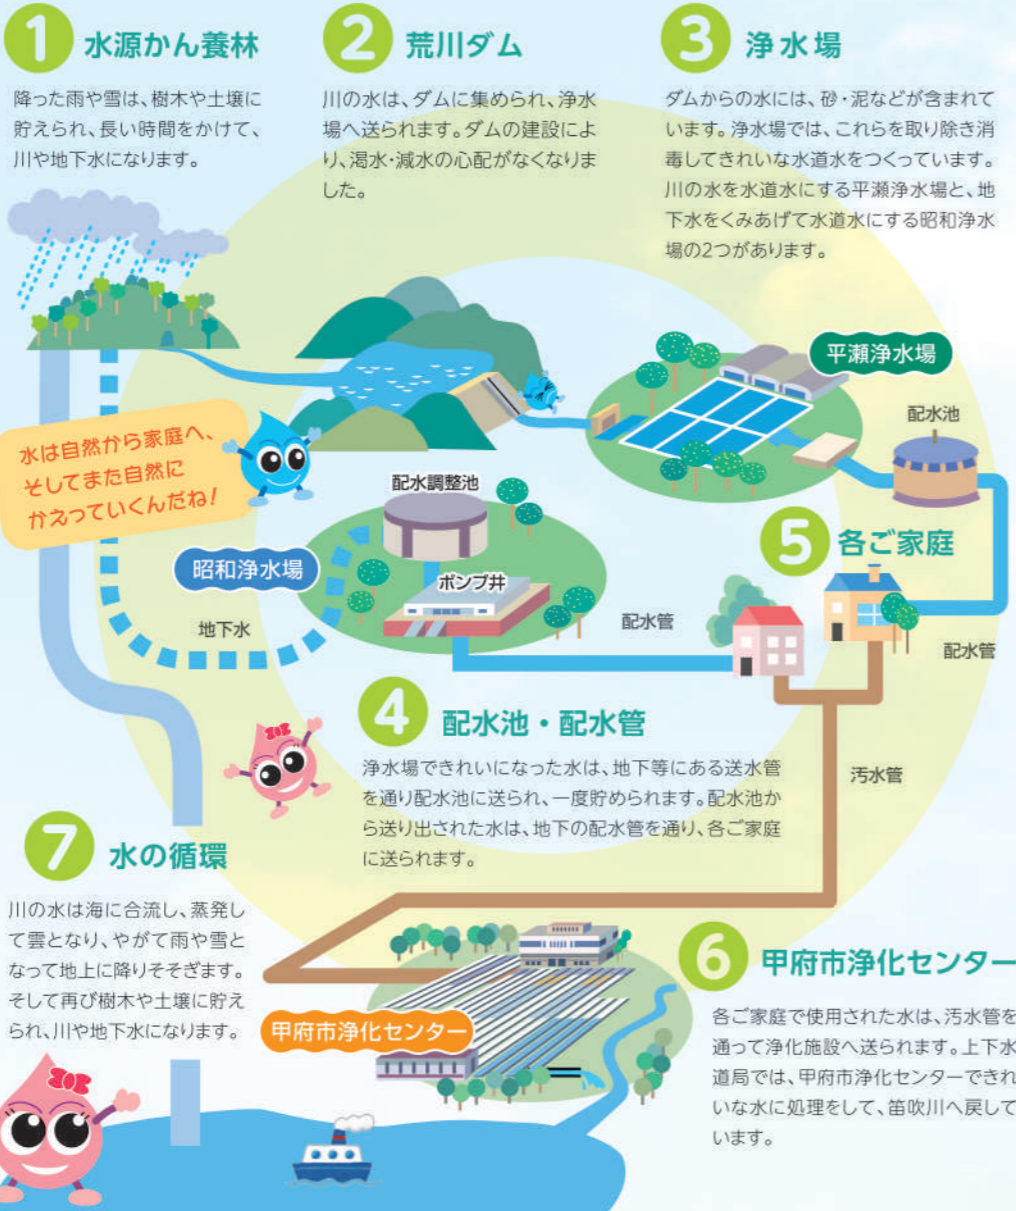 1 水源かん養林
降った雨や雪は、樹木や土壌に
貯えられ、長い時間をかけて、
川や地下水になります。
2 荒川ダム
川の水は、ダムに集められ、浄水
場へ送られます。ダムの建設によ
り、渇水・減水の心配がなくなりま
した。
3 浄水場
ダムからの水には、砂・泥などが含まれて
います。浄水場では、これらを取り除き消
毒してきれいな水道水をつくっています。
川の水を水道水にする平瀬浄水場と、地
下水をくみあげて水道水にする昭和浄水
場の2つがあります。
平瀬浄水場
配水池
水は自然から家庭へ、
そしてまた自然に
かえっていくんだね!
配水調整池
昭和浄水場
ポンプ井
地下水
5 各ご家庭
配水管
配水管
4 配水池・配水管
浄水場できれいになった水は、地下等にある送水管
を通り配水池に送られ、一度貯められます。配水池か
ら送り出された水は、地下の配水管を通り、各ご家庭
に送られます。
汚水管
7 水の循環
川の水は海に合流し、蒸発し
て雲となり、やがて雨や雪と
なって地上に降りそそぎます。
そして再び樹木や土壌に貯え
られ、川や地下水になります。
甲府市浄化センター
6 甲府市浄化センター
各ご家庭で使用された水は、汚水管を
通って浄化施設へ送られます。上下水
道局では、甲府市浄化センターできれ
いな水に処理をして、笛吹川へ戻して
います。